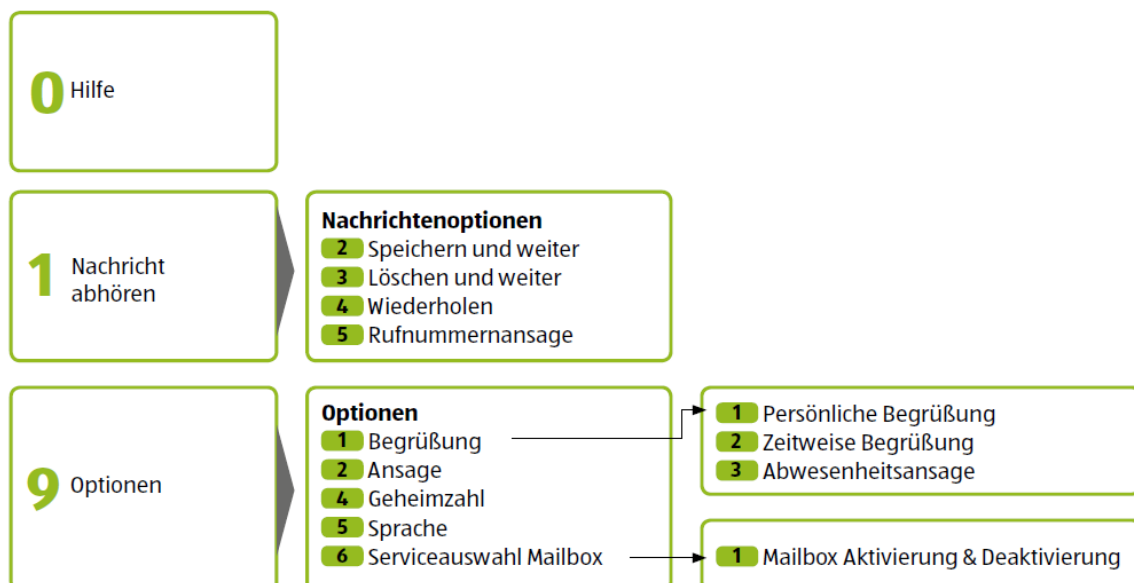 0 Hilfe
1 Nachricht
abhören
Nachrichtenoptionen
2 Speichern und weiter
3 Löschen und weiter
4 Wiederholen
5 Rufnummernansage
9 Optionen
Optionen
1 Begrüßung
2 Ansage
4 Geheimzahl
5 Sprache
6 Serviceauswahl Mailbox
1 Persönliche Begrüßung
2 Zeitweise Begrüßung
3 Abwesenheitsansage
1 Mailbox Aktivierung & Deaktivierung